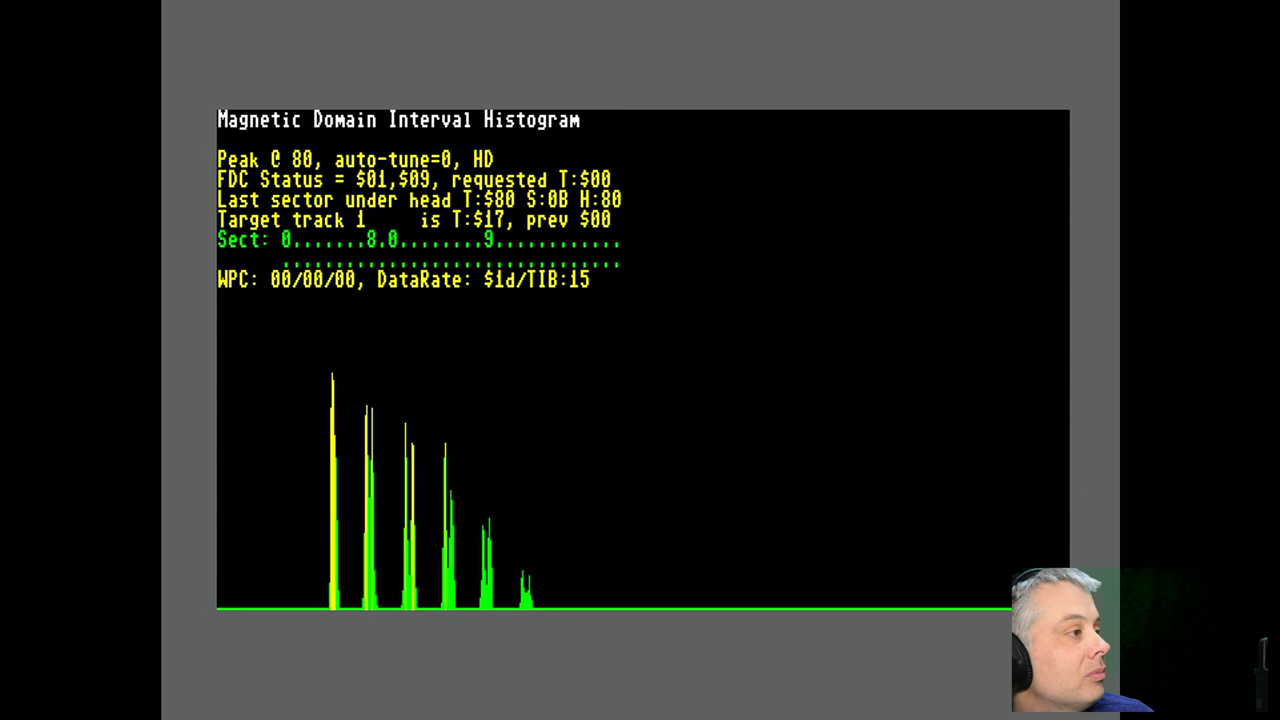 Magnetic Domain Interval Histogram
Peak @ 80, auto-tune=0, HD
FDC Status = $01,$09, requested T:$00
Last sector under head T:$80 S:0B H:80
Target track 1 is T:$17, prev $00
Sect: 0.......8.0........9............
................................
WPC: 00/00/00, DataRate: $1d/TIB:15